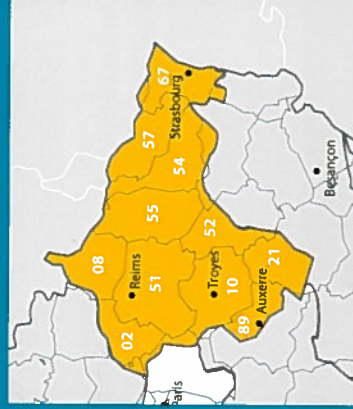 08
02
Reims
57
55
51
67
Strasbourg
Paris
54
52
Troyes
10
89
Auxerre
21
Besançon